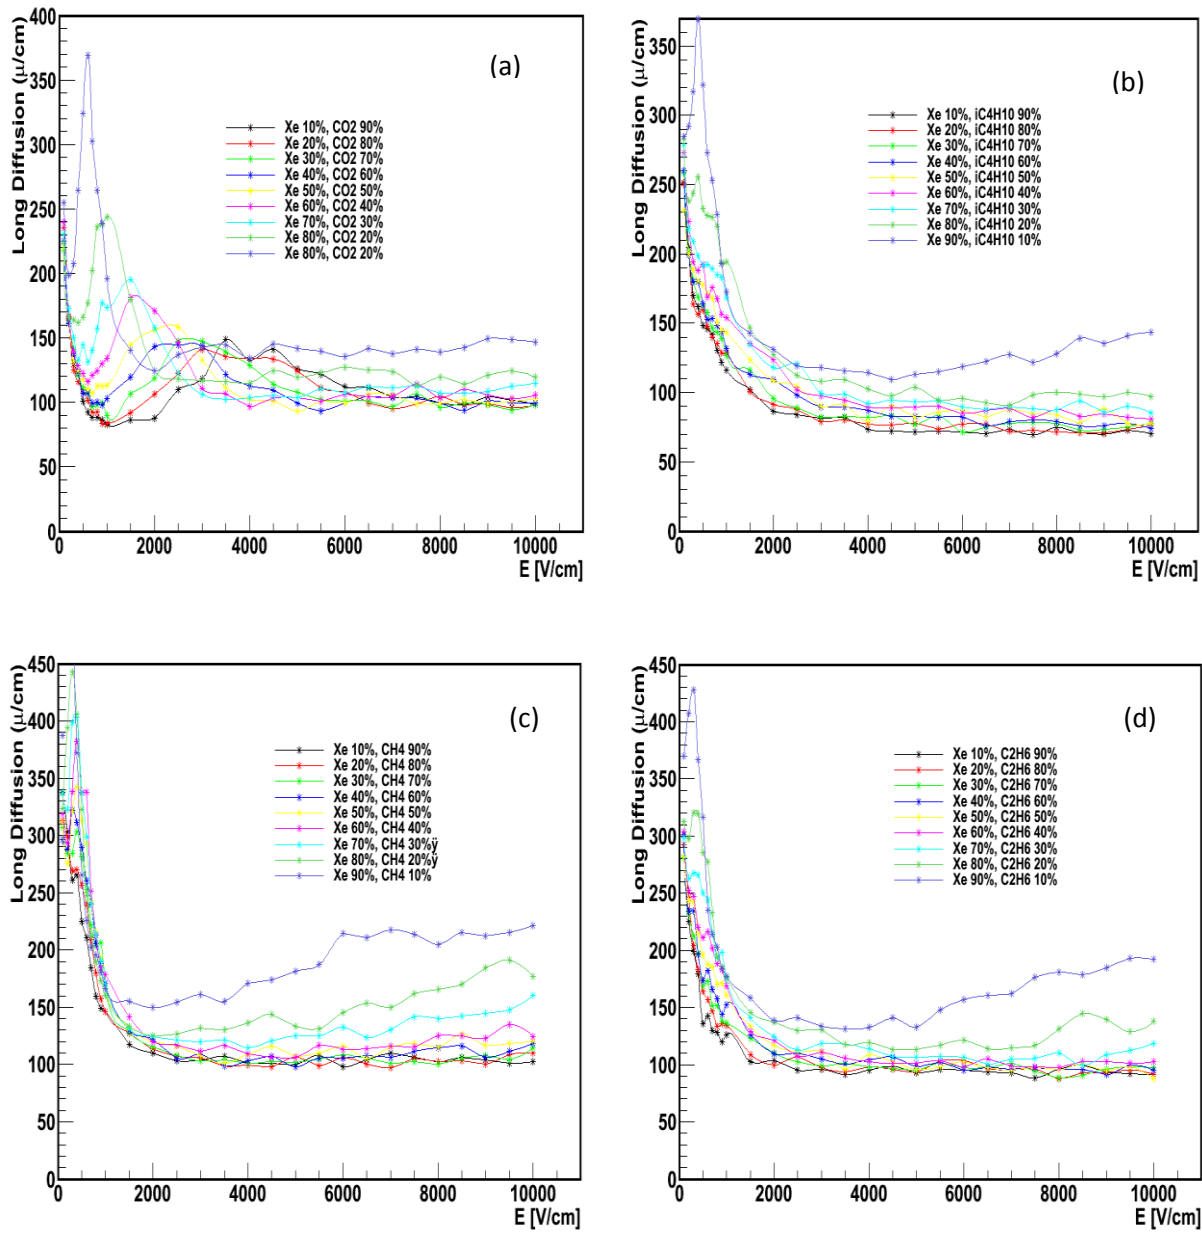 Long Diffusion (μ/cm)
400
350
300
250
200
150
100
50
0
(a)
Xe 10%, CO2 90%
Xe 20%, CO2 80%
Xe 30%, CO2 70%
Xe 40%, CO2 60%
Xe 50%, CO2 50%
Xe 60%, CO2 40%
Xe 70%, CO2 30%
Xe 80%, CO2 20%
Xe 80%, CO2 20%
0 2000 4000 6000 8000 10000
E [V/cm]
Long Diffusion (μ/cm)
350
300
250
200
150
100
50
0
(b)
Xe 10%, iC4H10 90%
Xe 20%, iC4H10 80%
Xe 30%, iC4H10 70%
Xe 40%, iC4H10 60%
Xe 50%, iC4H10 50%
Xe 60%, iC4H10 40%
Xe 70%, iC4H10 30%
Xe 80%, iC4H10 20%
Xe 90%, iC4H10 10%
0 2000 4000 6000 8000 10000
E [V/cm]
Long Diffusion (μ/cm)
450
400
350
300
250
200
150
100
50
0
(c)
Xe 10%, CH4 90%
Xe 20%, CH4 80%
Xe 30%, CH4 70%
Xe 40%, CH4 60%
Xe 50%, CH4 50%
Xe 60%, CH4 40%
Xe 70%, CH4 30%ÿ
Xe 80%, CH4 20%ÿ
Xe 90%, CH4 10%
0 2000 4000 6000 8000 10000
E [V/cm]
Long Diffusion (μ/cm)
450
400
350
300
250
200
150
100
50
0
(d)
Xe 10%, C2H6 90%
Xe 20%, C2H6 80%
Xe 30%, C2H6 70%
Xe 40%, C2H6 60%
Xe 50%, C2H6 50%
Xe 60%, C2H6 40%
Xe 70%, C2H6 30%
Xe 80%, C2H6 20%
Xe 90%, C2H6 10%
0 2000 4000 6000 8000 10000
E [V/cm]